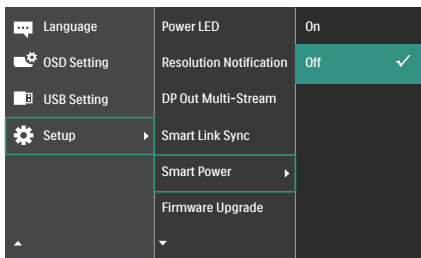 Language
OSD Setting
USB Setting
Setup
Power LED
Resolution Notification
DP Out Multi-Stream
Smart Link Sync
Smart Power
Firmware Upgrade
On
Off